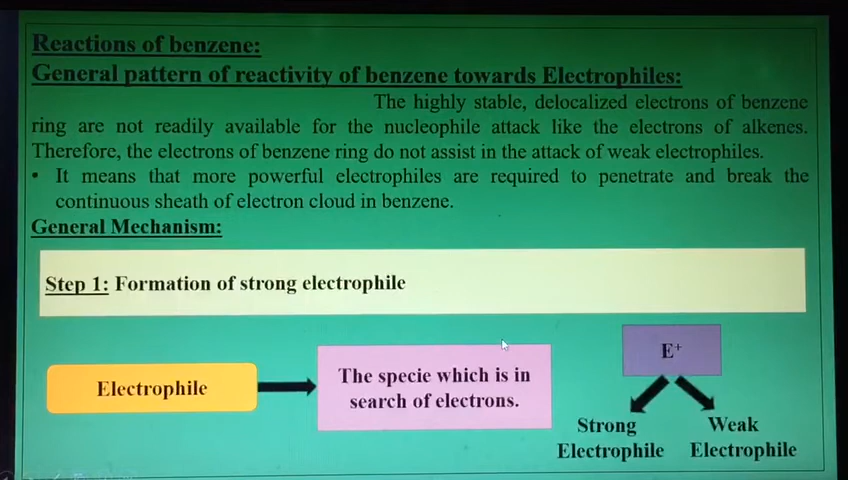 Reactions of benzene:
General pattern of reactivity of benzene towards Electrophiles:
The highly stable, delocalized electrons of benzene
ring are not readily available for the nucleophile attack like the electrons of alkenes.
Therefore, the electrons of benzene ring do not assist in the attack of weak electrophiles.
• It means that more powerful electrophiles are required to penetrate and break the
continuous sheath of electron cloud in benzene.
General Mechanism:
Step 1: Formation of strong electrophile
Electrophile
The specie which is in
search of electrons.
E⁺
Strong
Electrophile
Weak
Electrophile